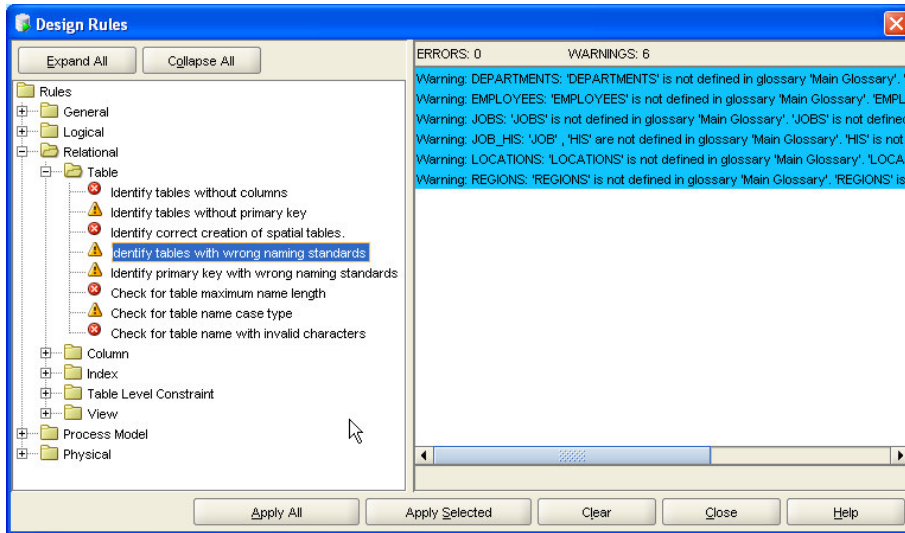 Design Rules
Expand All
Collapse All
Rules
General
Logical
Relational
Table
Identify tables without columns
Identify tables without primary key
Identify correct creation of spatial tables.
dentify tables with wrong naming standards
Identify primary key with wrong naming standards
Check for table maximum name length
Check for table name case type
Check for table name with invalid characters
Column
Index
Table Level Constraint
View
Process Model
Physical
ERRORS: 0 WARNINGS: 6
Warning: DEPARTMENTS: 'DEPARTMENTS' is not defined in glossary 'Main Glossary'. '
Warning: EMPLOYEES: 'EMPLOYEES' is not defined in glossary 'Main Glossary'. 'EMPL
Warning: JOBS: 'JOBS' is not defined in glossary 'Main Glossary'. 'JOBS' is not define
Warning: JOB_HIS: 'JOB' , 'HIS' are not defined in glossary 'Main Glossary'. 'HIS' is not
Warning: LOCATIONS: 'LOCATIONS' is not defined in glossary 'Main Glossary'. 'LOCA
Warning: REGIONS: 'REGIONS' is not defined in glossary 'Main Glossary'. 'REGIONS' is
Apply All
Apply Selected
Clear
Close
Help